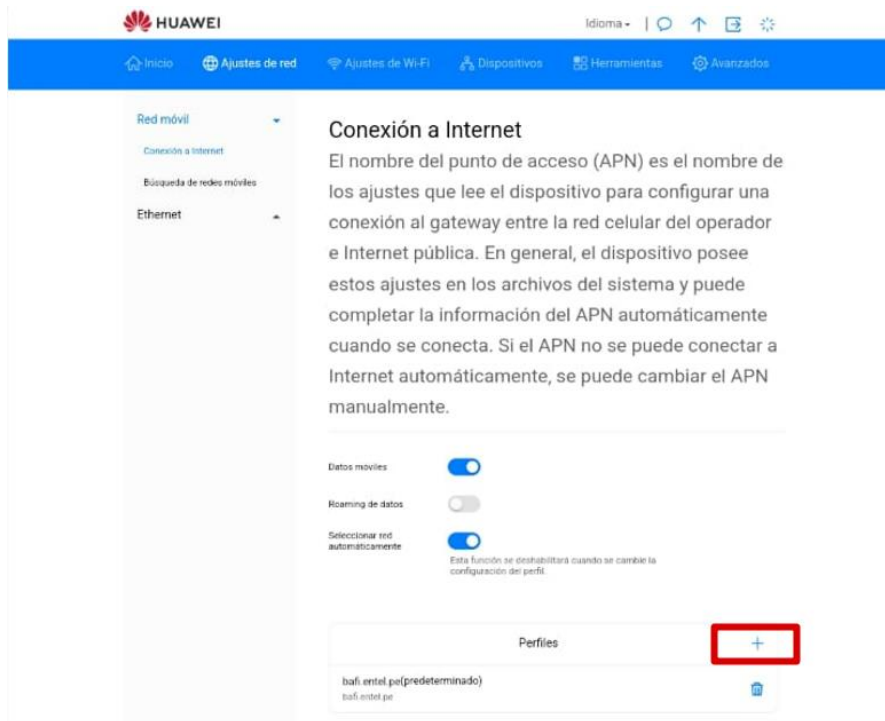 HUAWEI
Idioma
Inicio
Ajustes de red
Ajustes de Wi-Fi
Dispositivos
Herramientas
Avanzados
Red móvil
Conexión a Internet
Búsqueda de redes móviles
Ethernet
Conexión a Internet
El nombre del punto de acceso (APN) es el nombre de
los ajustes que lee el dispositivo para configurar una
conexión al gateway entre la red celular del operador
e Internet pública. En general, el dispositivo posee
estos ajustes en los archivos del sistema y puede
completar la información del APN automáticamente
cuando se conecta. Si el APN no se puede conectar a
Internet automáticamente, se puede cambiar el APN
manualmente.
Datos móviles
Roaming de datos
Seleccionar red
automáticamente
Esta función se deshabilitará cuando se cambie la
configuración del perfil.
Perfiles
bafi.entel.pe(predeterminado)
bafi.entel.pe